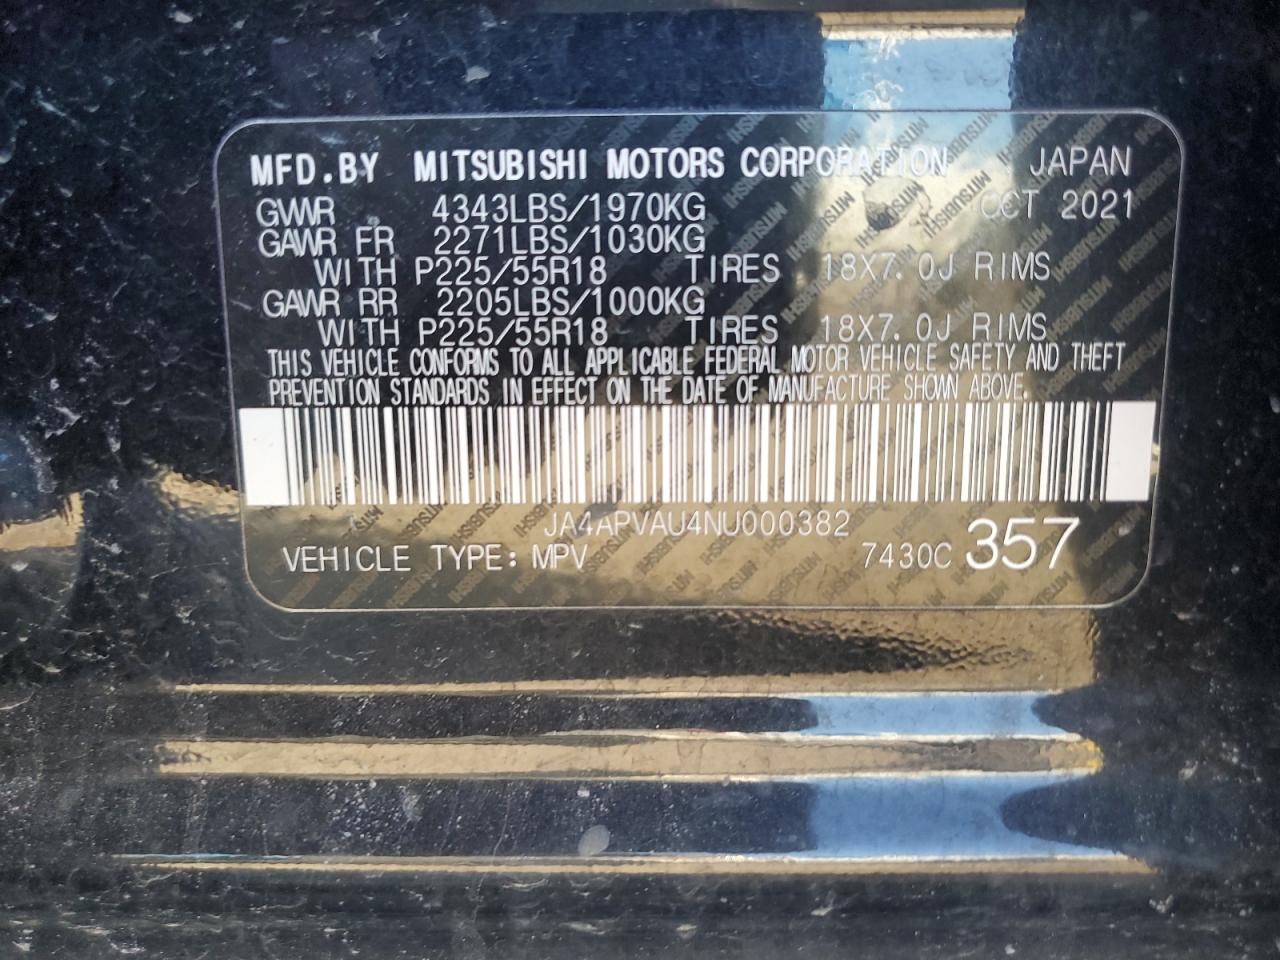 MFD.BY MITSUBISHI MOTORS CORPORATION JAPAN
GVWR 4343LBS/1970KG OCT 2021
GAWR FR 2271LBS/1030KG
WITH P225/55R18 TIRES 18X7.0J RIMS
GAWR RR 2205LBS/1000KG
WITH P225/55R18 TIRES 18X7.0J RIMS
THIS VEHICLE CONFORMS TO ALL APPLICABLE FEDERAL MOTOR VEHICLE SAFETY AND THEFT
PREVENTION STANDARDS IN EFFECT ON THE DATE OF MANUFACTURE SHOWN ABOVE.
JA4APVAU4NU000382
VEHICLE TYPE: MPV 7430C 357